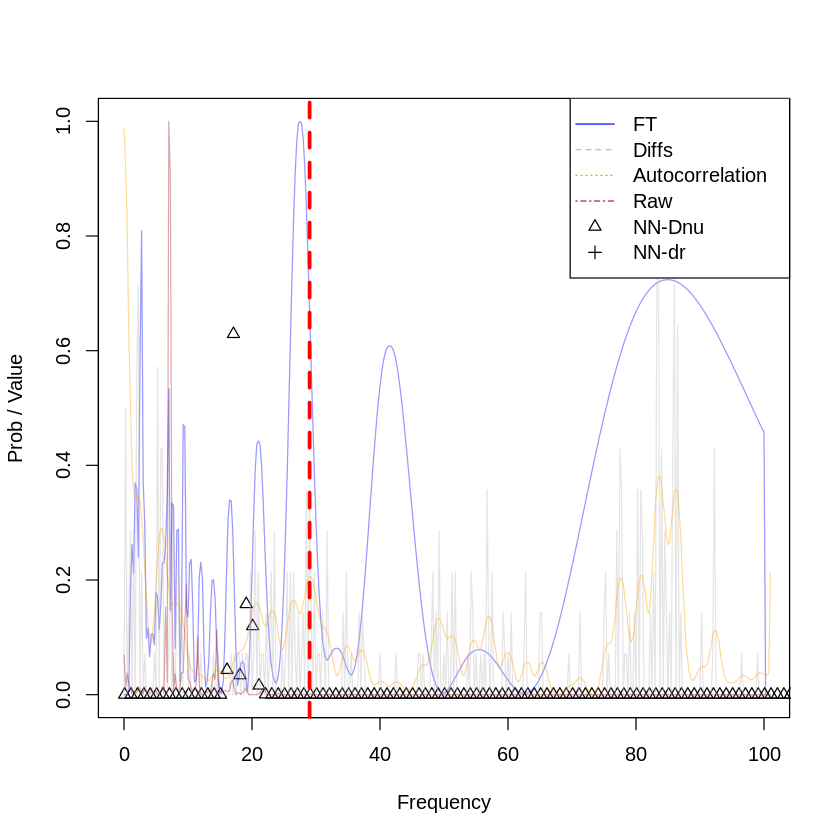 FT
Diffs
Autocorrelation
Raw
NN-Dnu
NN-dr
1.0
0.8
0.6
0.4
0.2
0.0
Prob / Value
0 20 40 60 80 100
Frequency